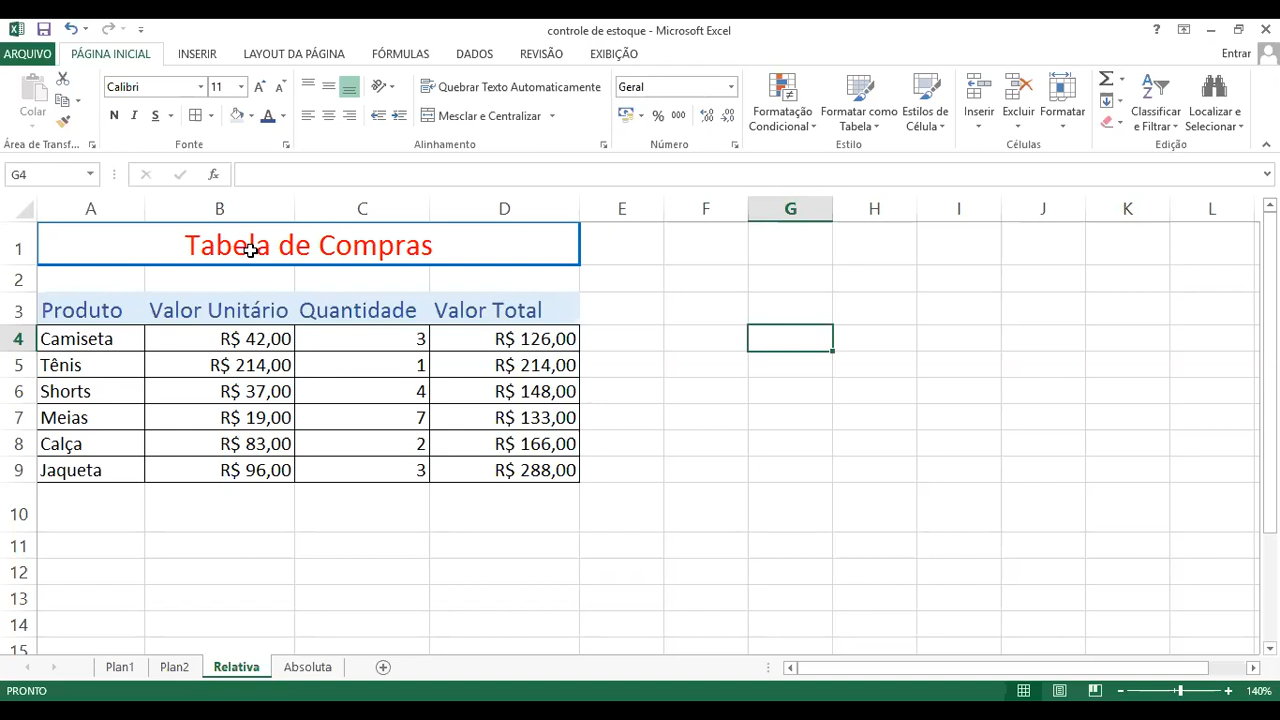 controle de estoque - Microsoft Excel
ARQUIVO PÁGINA INICIAL INSERIR LAYOUT DA PÁGINA FÓRMULAS DADOS REVISÃO EXIBIÇÃO Entrar
Colar Calibri 11 Quebrar Texto Automaticamente Geral Formatação Condicional Formatar como Tabela Estilos de Célula Inserir Excluir Formatar Classificar e Filtrar Localizar e Selecionar
N I S A Mesclar e Centralizar % 000
Área de Transf... Fonte Alinhamento Número Estilo Células Edição
G4 fx
A B C D E F G H I J K L
1 Tabela de Compras
2
3 Produto Valor Unitário Quantidade Valor Total
4 Camiseta R$ 42,00 3 R$ 126,00
5 Tênis R$ 214,00 1 R$ 214,00
6 Shorts R$ 37,00 4 R$ 148,00
7 Meias R$ 19,00 7 R$ 133,00
8 Calça R$ 83,00 2 R$ 166,00
9 Jaqueta R$ 96,00 3 R$ 288,00
10
11
12
13
14
15
Plan1 Plan2 Relativa Absoluta
PRONTO 140%